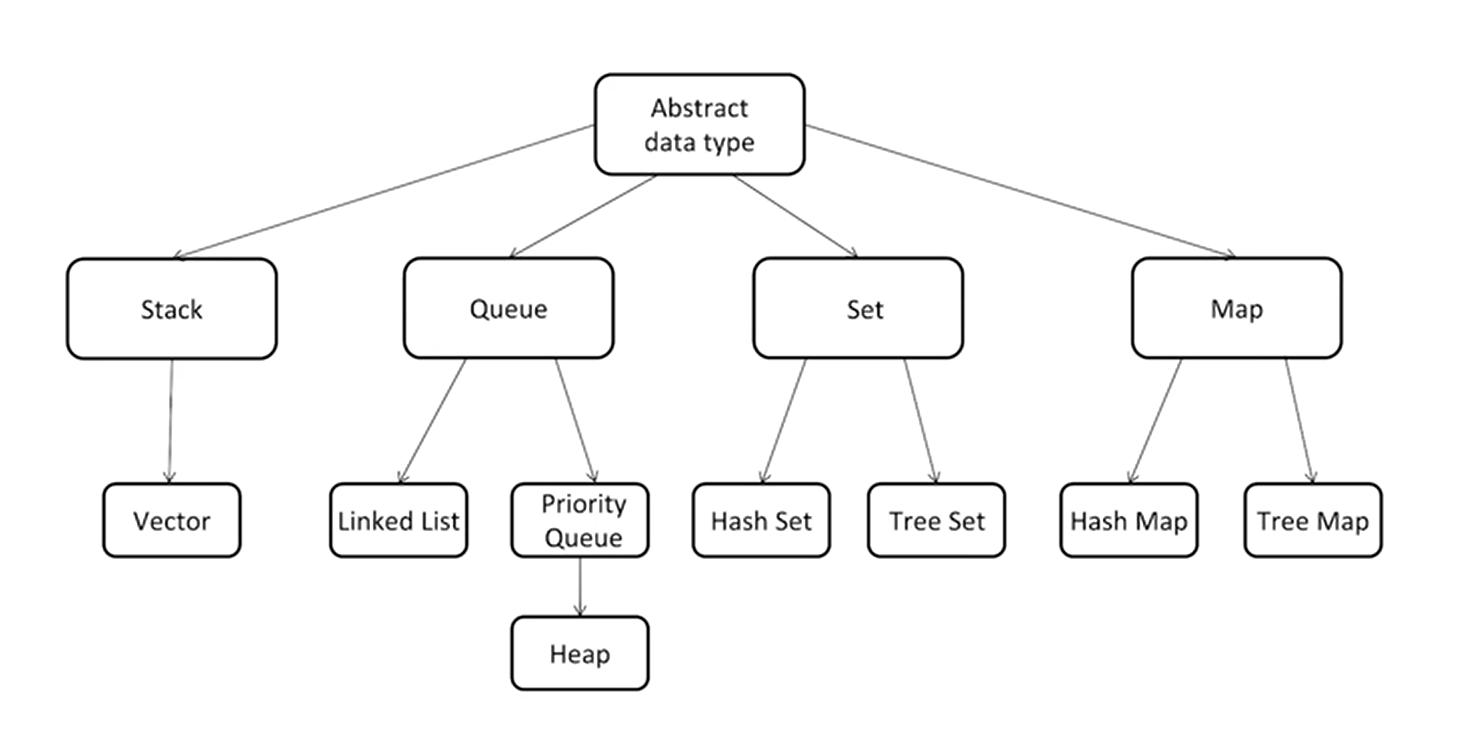 Abstract
data type
Stack
Queue
Set
Map
Vector
Linked List
Priority
Queue
Hash Set
Tree Set
Hash Map
Tree Map
Heap